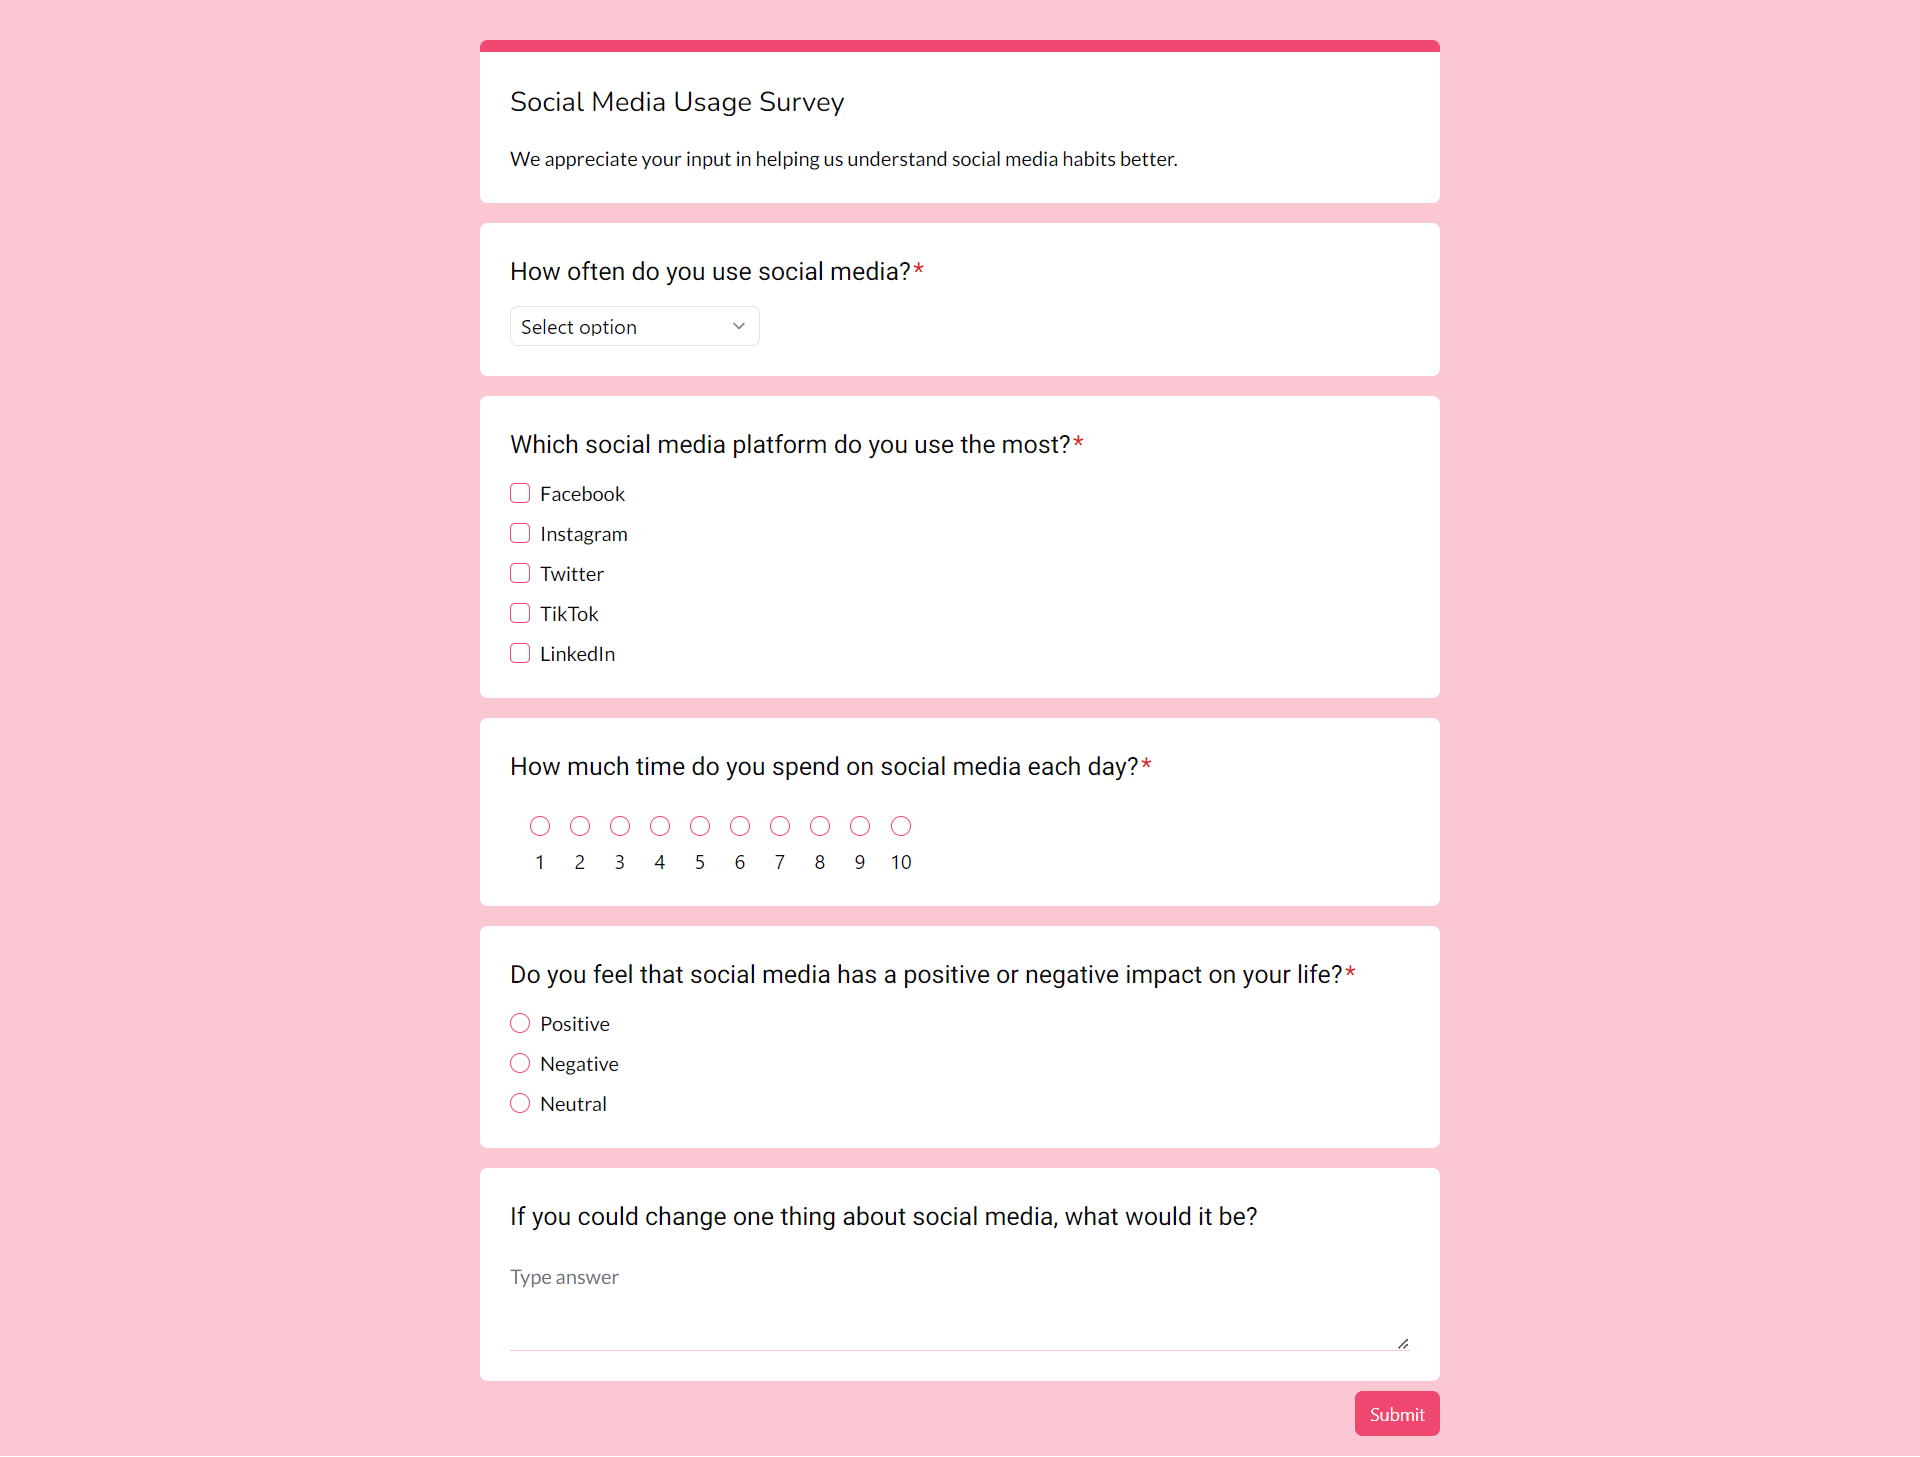 Social Media Usage Survey
We appreciate your input in helping us understand social media habits better.
How often do you use social media?*
Select option
Which social media platform do you use the most?*
Facebook
Instagram
Twitter
TikTok
LinkedIn
How much time do you spend on social media each day?*
1 2 3 4 5 6 7 8 9 10
Do you feel that social media has a positive or negative impact on your life?*
Positive
Negative
Neutral
If you could change one thing about social media, what would it be?
Type answer
Submit